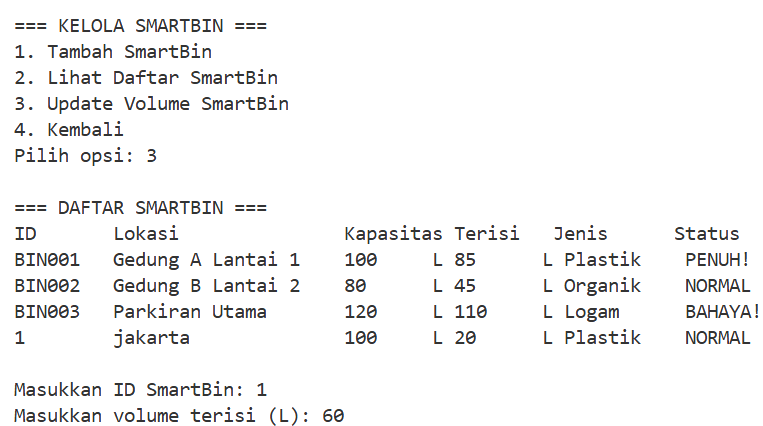 === KELOLA SMARTBIN ===
1. Tambah SmartBin
2. Lihat Daftar SmartBin
3. Update Volume SmartBin
4. Kembali
Pilih opsi: 3

=== DAFTAR SMARTBIN ===
ID       Lokasi               Kapasitas Terisi   Jenis      Status
BIN001   Gedung A Lantai 1    100     L 85      L Plastik    PENUH!
BIN002   Gedung B Lantai 2    80      L 45      L Organik    NORMAL
BIN003   Parkiran Utama       120     L 110     L Logam      BAHAYA!
1        jakarta              100     L 20      L Plastik    NORMAL

Masukkan ID SmartBin: 1
Masukkan volume terisi (L): 60